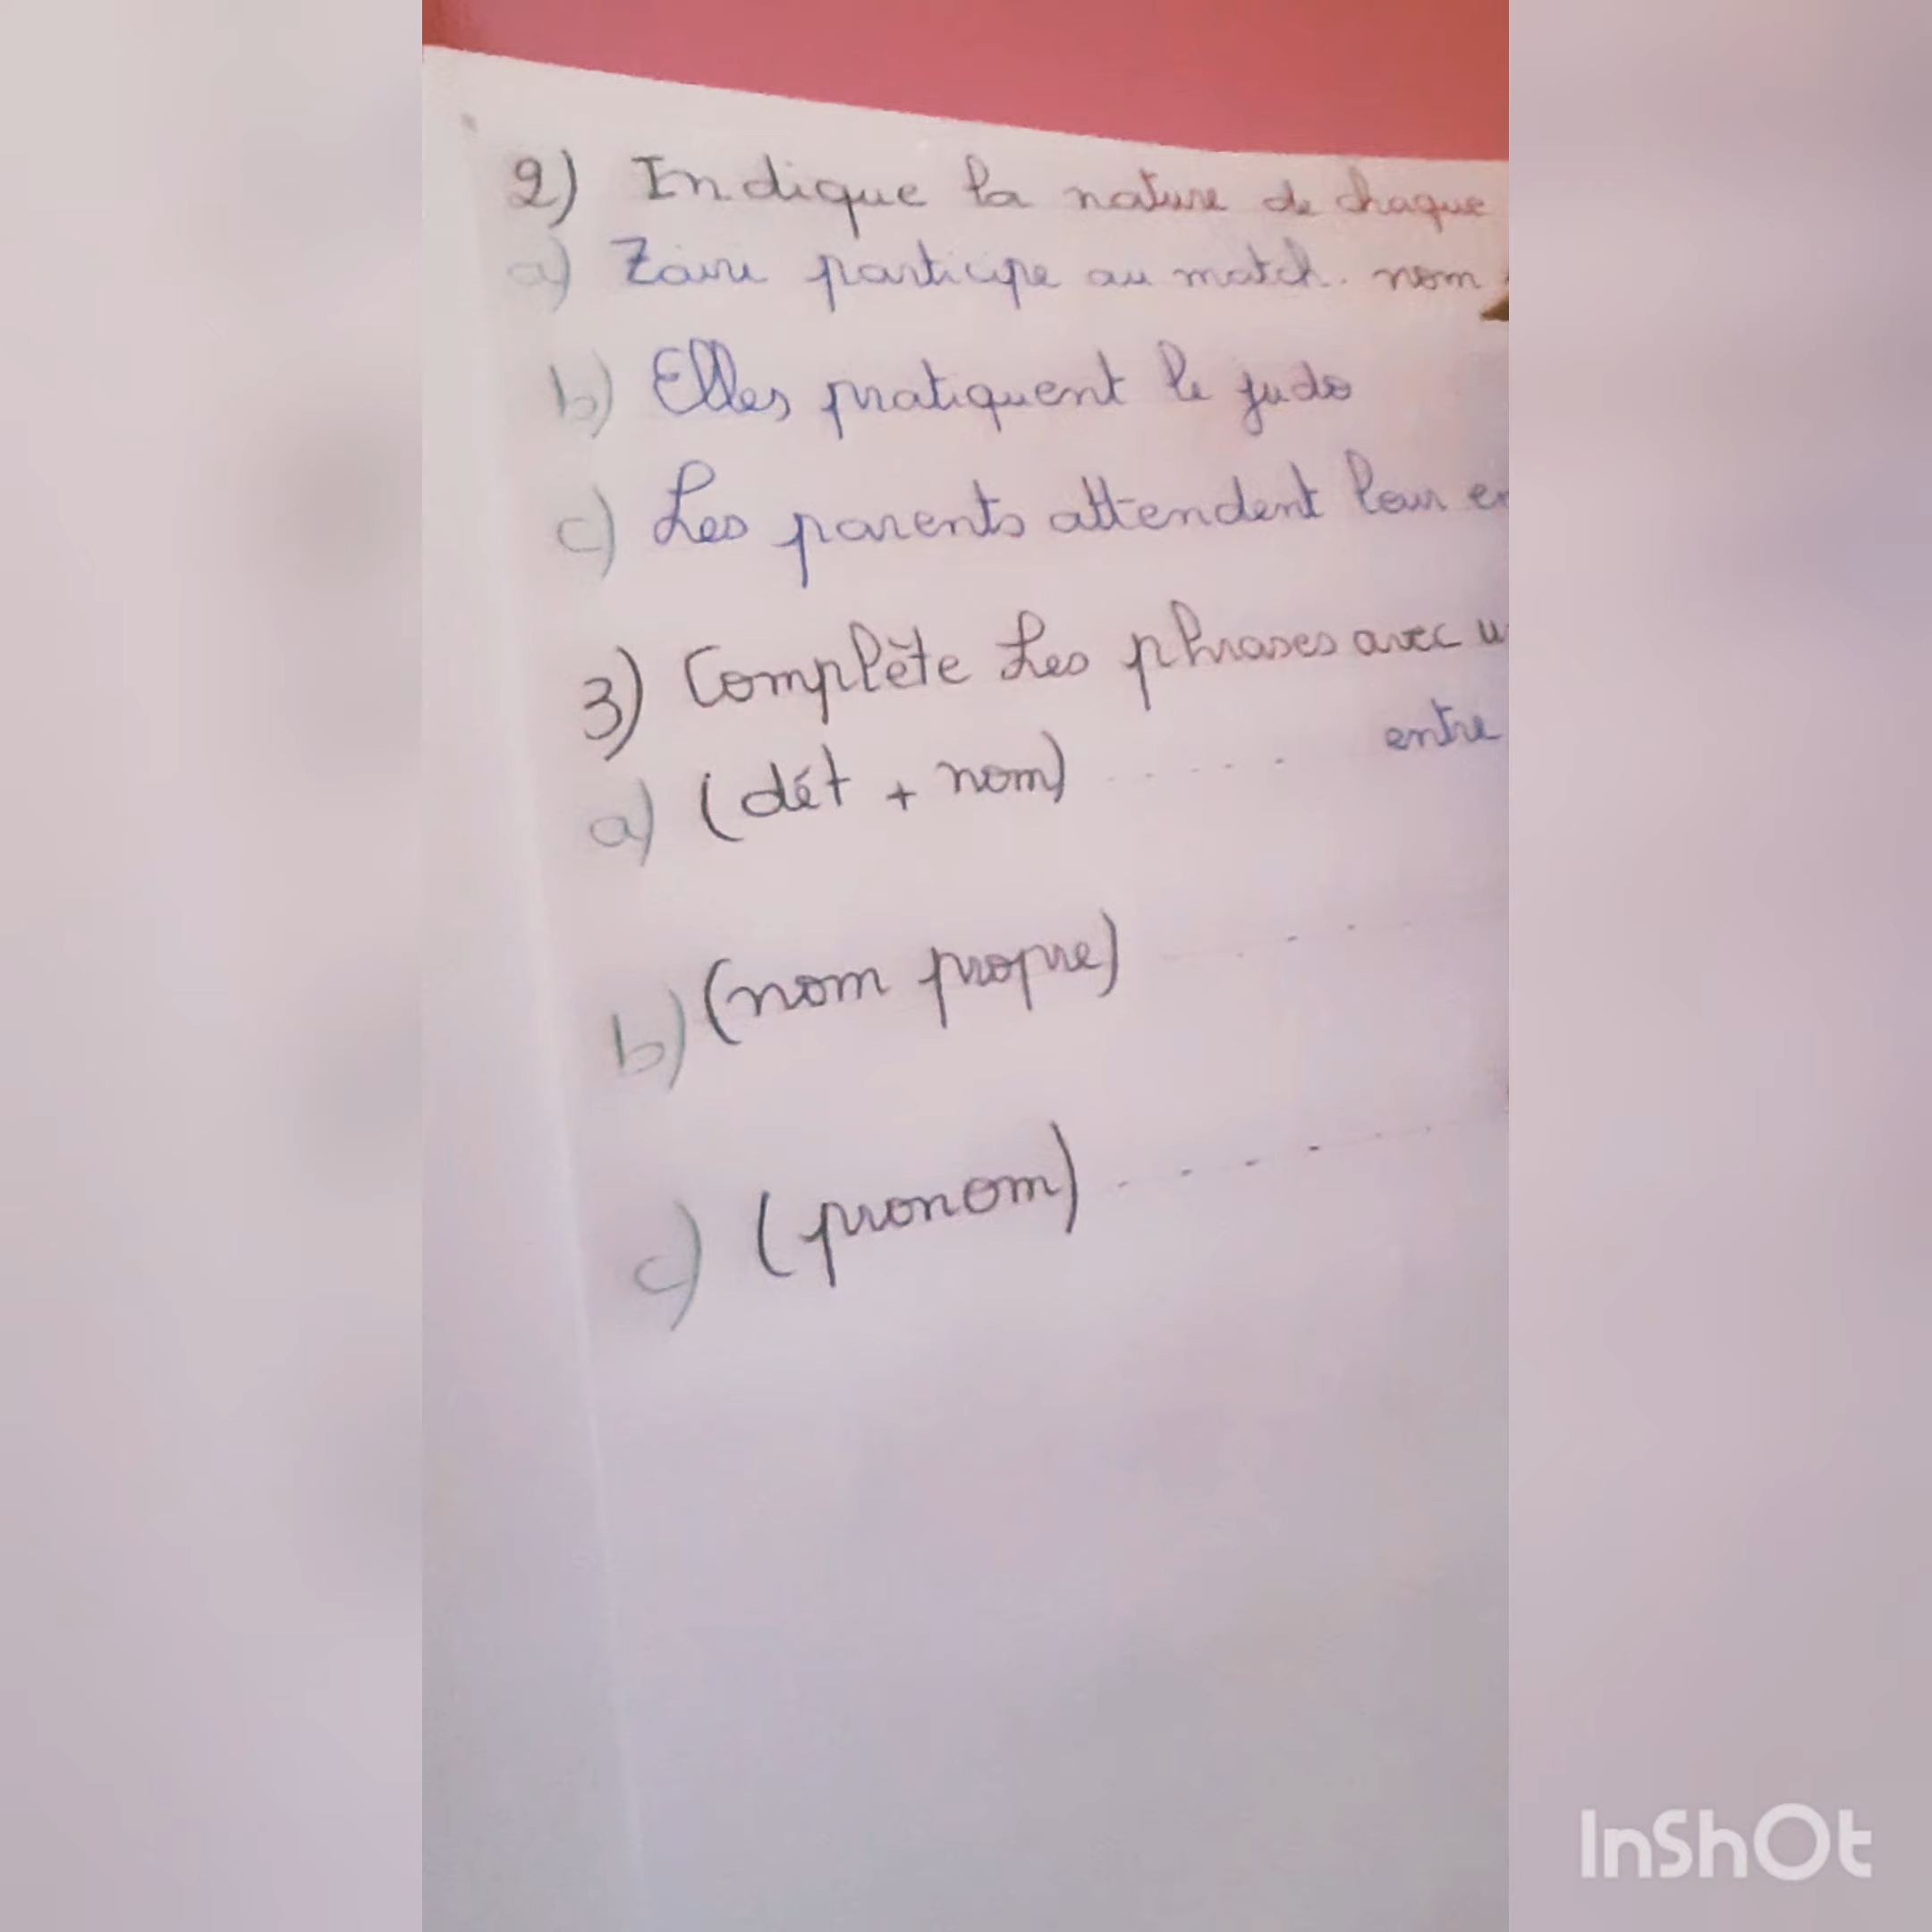 2) Indique la nature de chaque
a) Zaire participe au match. nom
b) Elles pratiquent le judo
c) Les parents attendent leur
3) Complète les phrases avec
entre
a) (dét + nom) . . . . .
b) (nom propre) . . . .
c) (pronom) . . . . . .
InShOt